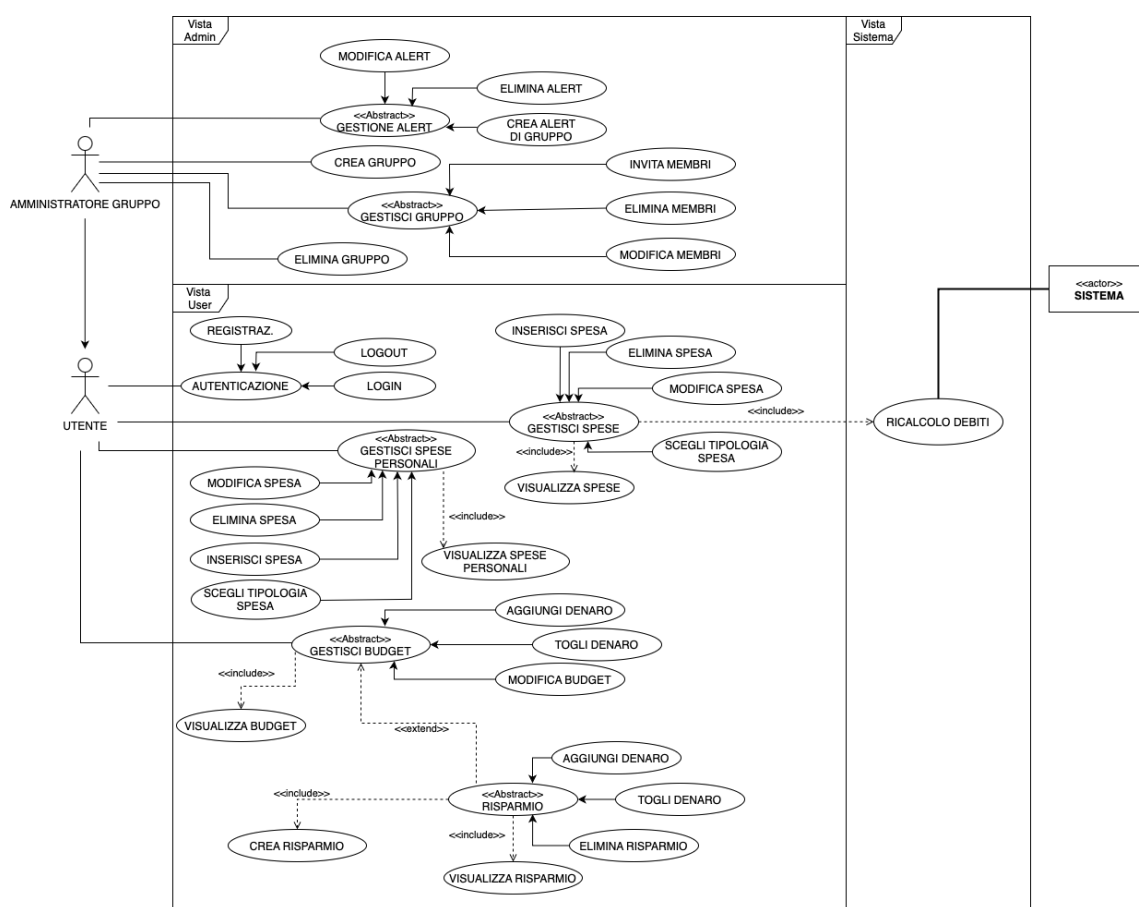 Vista
Admin
Vista
Sistema
MODIFICA ALERT
ELIMINA ALERT
<<Abstract>>
GESTIONE ALERT
CREA ALERT
DI GRUPPO
CREA GRUPPO
INVITA MEMBRI
AMMINISTRATORE GRUPPO
<<Abstract>>
GESTISCI GRUPPO
ELIMINA MEMBRI
MODIFICA MEMBRI
ELIMINA GRUPPO
<<actor>>
SISTEMA
Vista
User
REGISTRAZ.
INSERISCI SPESA
LOGOUT
ELIMINA SPESA
AUTENTICAZIONE
LOGIN
MODIFICA SPESA
UTENTE
<<Abstract>>
GESTISCI SPESE
<<include>>
RICALCOLO DEBITI
<<Abstract>>
GESTISCI SPESE
PERSONALI
<<include>>
SCEGLI TIPOLOGIA
SPESA
MODIFICA SPESA
VISUALIZZA SPESE
ELIMINA SPESA
<<include>>
INSERISCI SPESA
VISUALIZZA SPESE
PERSONALI
SCEGLI TIPOLOGIA
SPESA
AGGIUNGI DENARO
<<Abstract>>
GESTISCI BUDGET
TOGLI DENARO
<<include>>
MODIFICA BUDGET
VISUALIZZA BUDGET
<<extend>>
AGGIUNGI DENARO
<<include>>
<<Abstract>>
RISPARMIO
TOGLI DENARO
<<include>>
CREA RISPARMIO
ELIMINA RISPARMIO
VISUALIZZA RISPARMIO